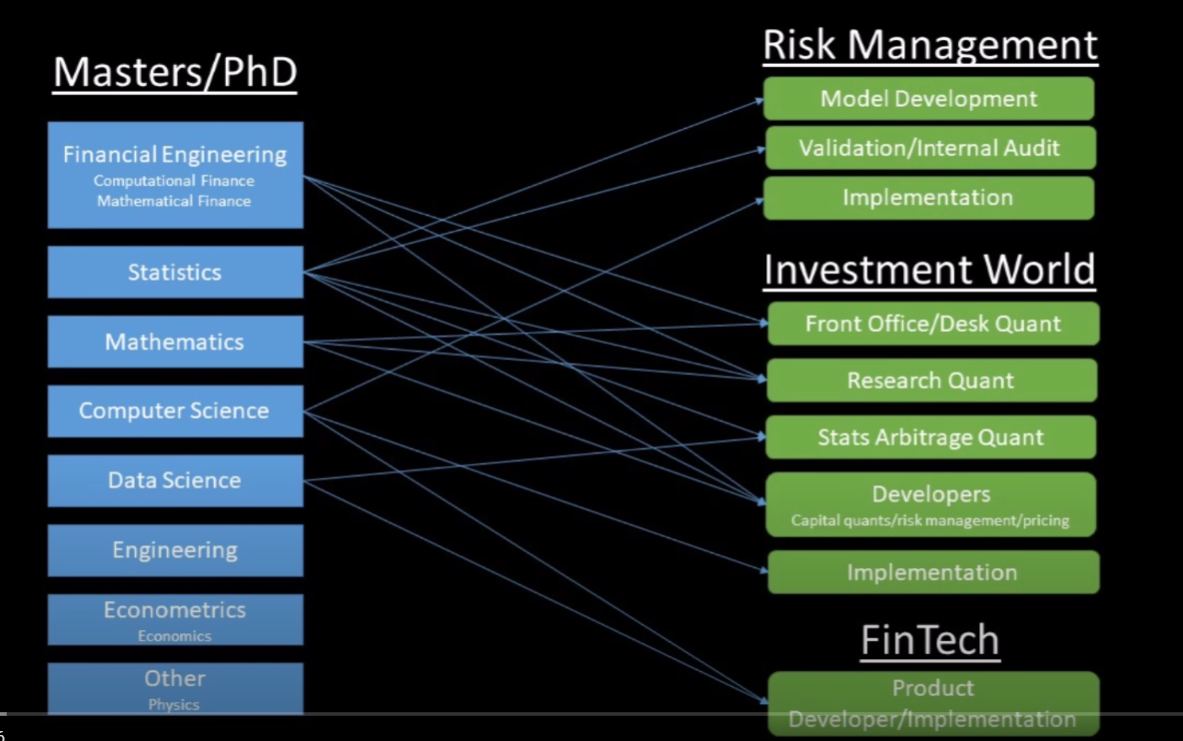 Masters/PhD
Financial Engineering
Computational Finance
Mathematical Finance
Statistics
Mathematics
Computer Science
Data Science
Engineering
Econometrics
Economics
Other
Physics
Risk Management
Model Development
Validation/Internal Audit
Implementation
Investment World
Front Office/Desk Quant
Research Quant
Stats Arbitrage Quant
Developers
Capital quants/risk management/pricing
Implementation
FinTech
Product
Developer/Implementation